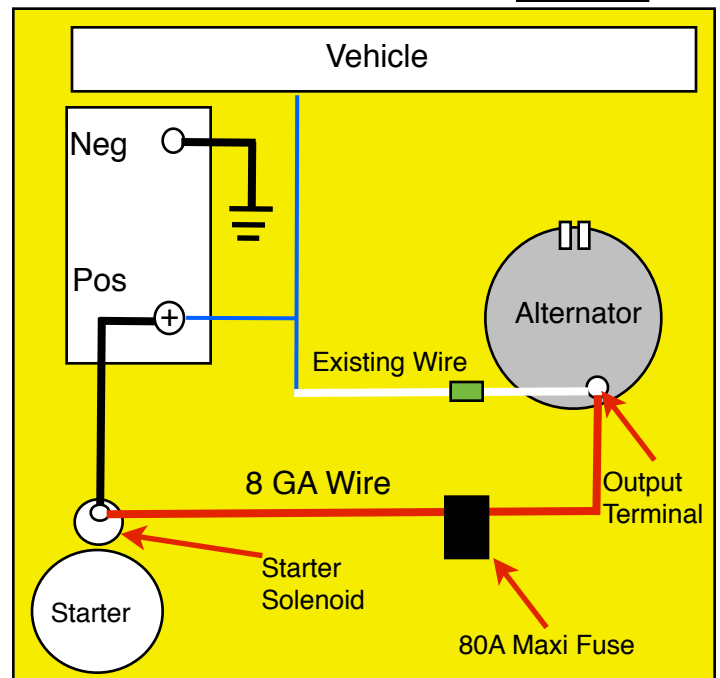 Vehicle
Neg
Pos
+
Alternator
Existing Wire
8 GA Wire
Output
Terminal
Starter
Solenoid
Starter
80A Maxi Fuse